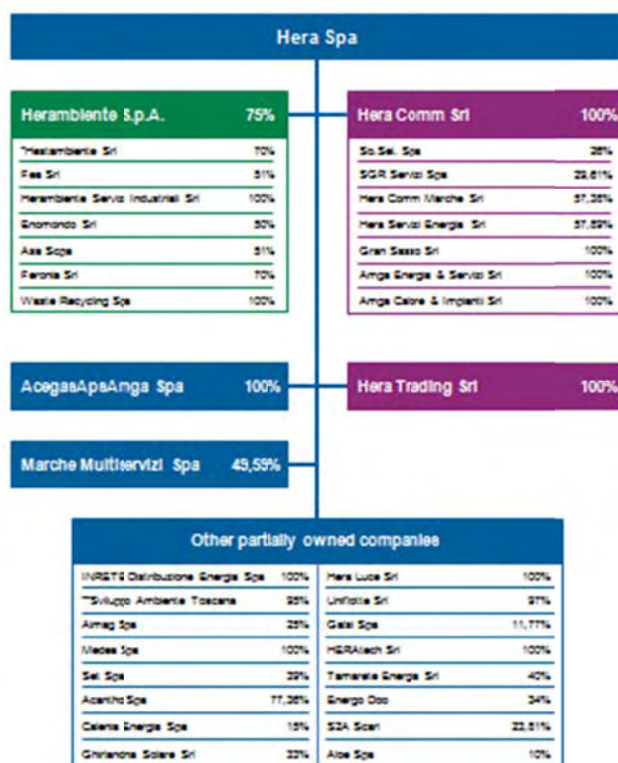 Hera Spa
Herambiente S.p.A. 75%
*Hestambiente Srl 70%
Fea Srl 51%
Herambiente Servizi Industriali Srl 100%
Enomondo Srl 50%
Asa Scpa 51%
Feronia Srl 70%
Waste Recycling Spa 100%
Hera Comm Srl 100%
So.Sel. Spa 26%
SGR Servizi Spa 29,61%
Hera Comm Marche Srl
Hera Servizi Energia Srl 57,89%
Gran Sasso Srl 100%
Amga Energia & Servizi Srl 100%
Amga Calore & Impianti Srl 100%
AcegasApsAmga Spa 100%
Hera Trading Srl 100%
Marche Multiservizi Spa 49,59%
Other partially owned companies
INRETE Distribuzione Energia Spa 100%
**Sviluppo Ambiente Toscana 95%
Aimag Spa 25%
Medea Spa 100%
Set Spa 39%
Acantho Spa 77,36%
Calenia Energia Spa 15%
Ghirlandina Solare Srl 33%
Hera Luce Srl 100%
Uniflotte Srl 97%
Galsi Spa 11,77%
HERAtech Srl 100%
Tamarete Energia Srl 40%
Energo Doo 34%
S2A Scarl 23,81%
Aloe Spa 10%